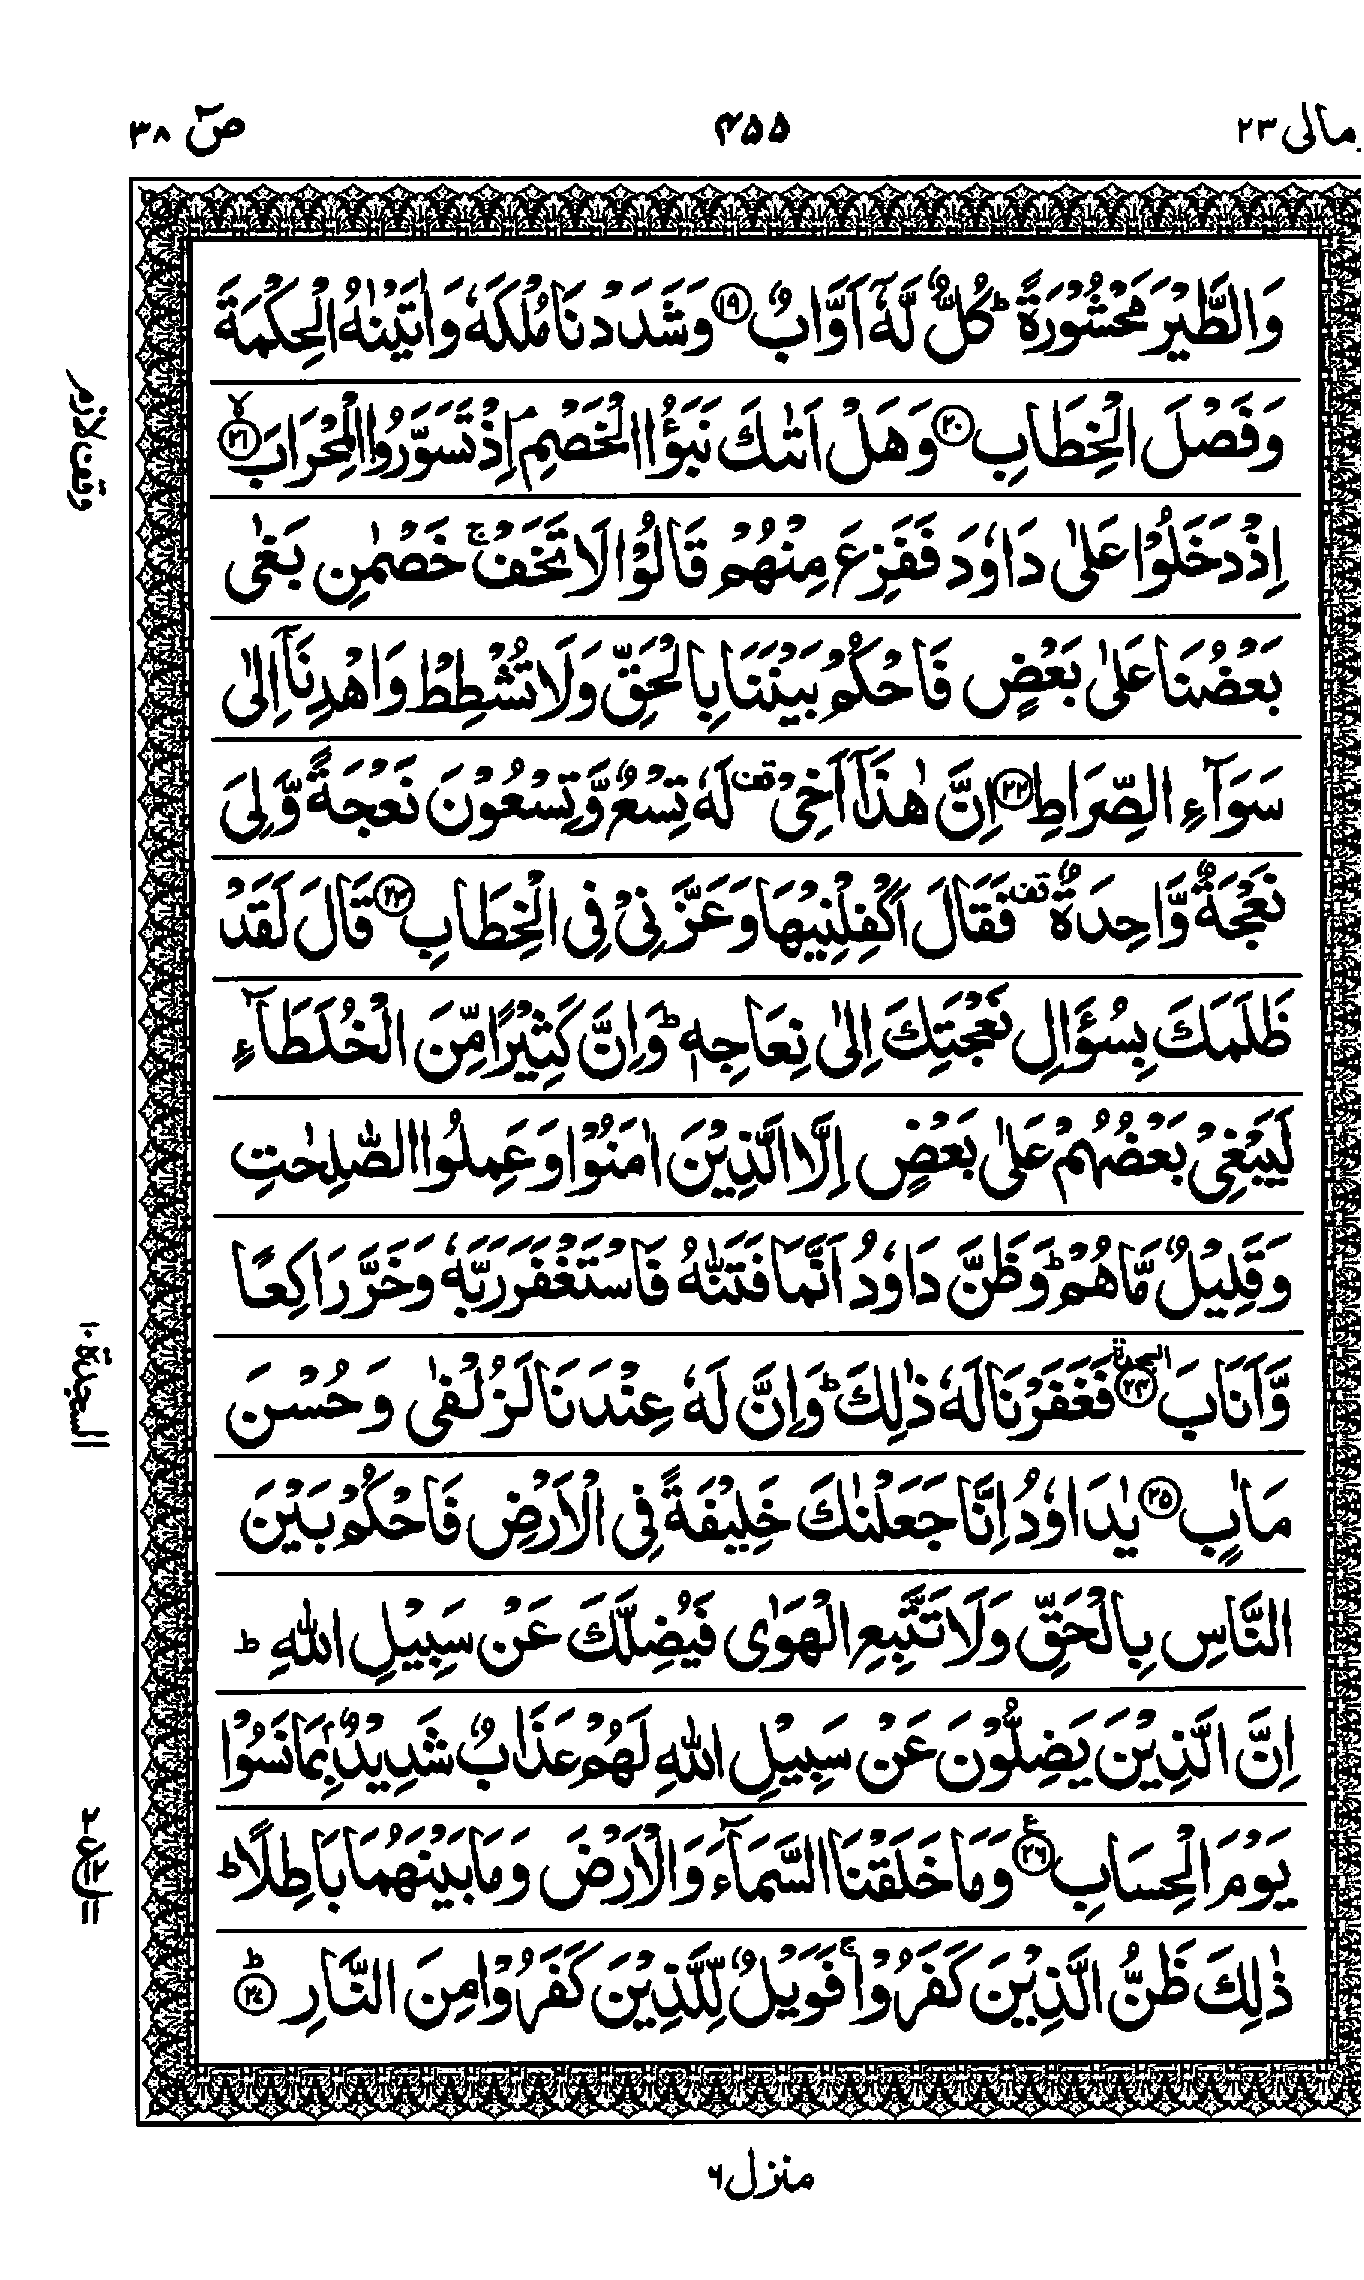 ومالی ۲۳
۴۵۵
صٓ ۳۸
وَالطَّیْرَ مَحْشُوْرَةً ؕ كُلٌّ لَّهٗۤ اَوَّابٌ ۝۱۹ وَشَدَدْنَا مُلْكَهٗ وَاٰتَیْنٰهُ الْحِكْمَةَ
وَفَصْلَ الْخِطَابِ ۝۲۰ وَهَلْ اَتٰىكَ نَبَؤُا الْخَصْمِ ۘ اِذْ تَسَوَّرُوا الْمِحْرَابَ ۝۲۱ۙ
اِذْ دَخَلُوْا عَلٰى دَاوٗدَ فَفَزِعَ مِنْهُمْ قَالُوْا لَا تَخَفْ ۚ خَصْمٰنِ بَغٰى
بَعْضُنَا عَلٰى بَعْضٍ فَاحْكُمْ بَیْنَنَا بِالْحَقِّ وَلَا تُشْطِطْ وَاهْدِنَاۤ اِلٰى
سَوَآءِ الصِّرَاطِ ۝۲۲ اِنَّ هٰذَاۤ اَخِیْ ۫ لَهٗ تِسْعٌ وَّتِسْعُوْنَ نَعْجَةً وَّلِیَ
نَعْجَةٌ وَّاحِدَةٌ ۫ فَقَالَ اَكْفِلْنِیْهَا وَعَزَّنِیْ فِی الْخِطَابِ ۝۲۳ قَالَ لَقَدْ
ظَلَمَكَ بِسُؤَالِ نَعْجَتِكَ اِلٰى نِعَاجِهٖ ؕ وَاِنَّ كَثِیْرًا مِّنَ الْخُلَطَآءِ
لَیَبْغِیْ بَعْضُهُمْ عَلٰى بَعْضٍ اِلَّا الَّذِیْنَ اٰمَنُوْا وَعَمِلُوا الصّٰلِحٰتِ
وَقَلِیْلٌ مَّا هُمْ ؕ وَظَنَّ دَاوٗدُ اَنَّمَا فَتَنّٰهُ فَاسْتَغْفَرَ رَبَّهٗ وَخَرَّ رَاكِعًا
وَّاَنَابَ ۝۲۴ السجدة فَغَفَرْنَا لَهٗ ذٰلِكَ ؕ وَاِنَّ لَهٗ عِنْدَنَا لَزُلْفٰى وَحُسْنَ
مَاٰبٍ ۝۲۵ یٰدَاوٗدُ اِنَّا جَعَلْنٰكَ خَلِیْفَةً فِی الْاَرْضِ فَاحْكُمْ بَیْنَ
النَّاسِ بِالْحَقِّ وَلَا تَتَّبِعِ الْهَوٰى فَیُضِلَّكَ عَنْ سَبِیْلِ اللّٰهِ ؕ
اِنَّ الَّذِیْنَ یَضِلُّوْنَ عَنْ سَبِیْلِ اللّٰهِ لَهُمْ عَذَابٌ شَدِیْدٌۢ بِمَا نَسُوْا
یَوْمَ الْحِسَابِ ۝۲۶ع وَمَا خَلَقْنَا السَّمَآءَ وَالْاَرْضَ وَمَا بَیْنَهُمَا بَاطِلًا ؕ
ذٰلِكَ ظَنُّ الَّذِیْنَ كَفَرُوْا ۚ فَوَیْلٌ لِّلَّذِیْنَ كَفَرُوْا مِنَ النَّارِ ۝۲۷ؕ
وقف لازم
السجدة ۱۰
منزل ۶